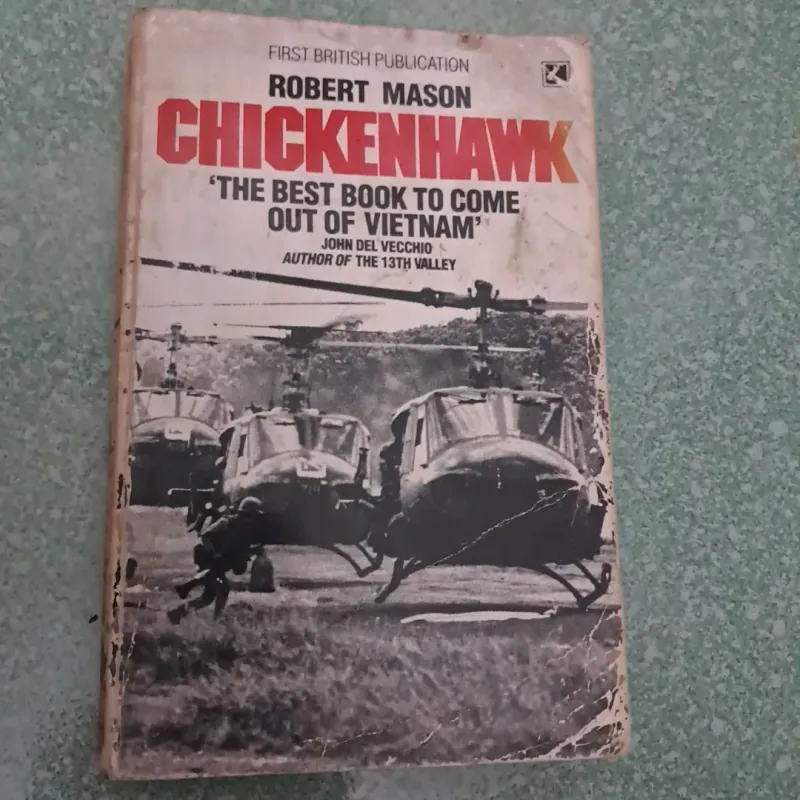 FIRST BRITISH PUBLICATION
ROBERT MASON
CHICKENHAWK
'THE BEST BOOK TO COME
OUT OF VIETNAM'
JOHN DEL VECCHIO
AUTHOR OF THE 13TH VALLEY